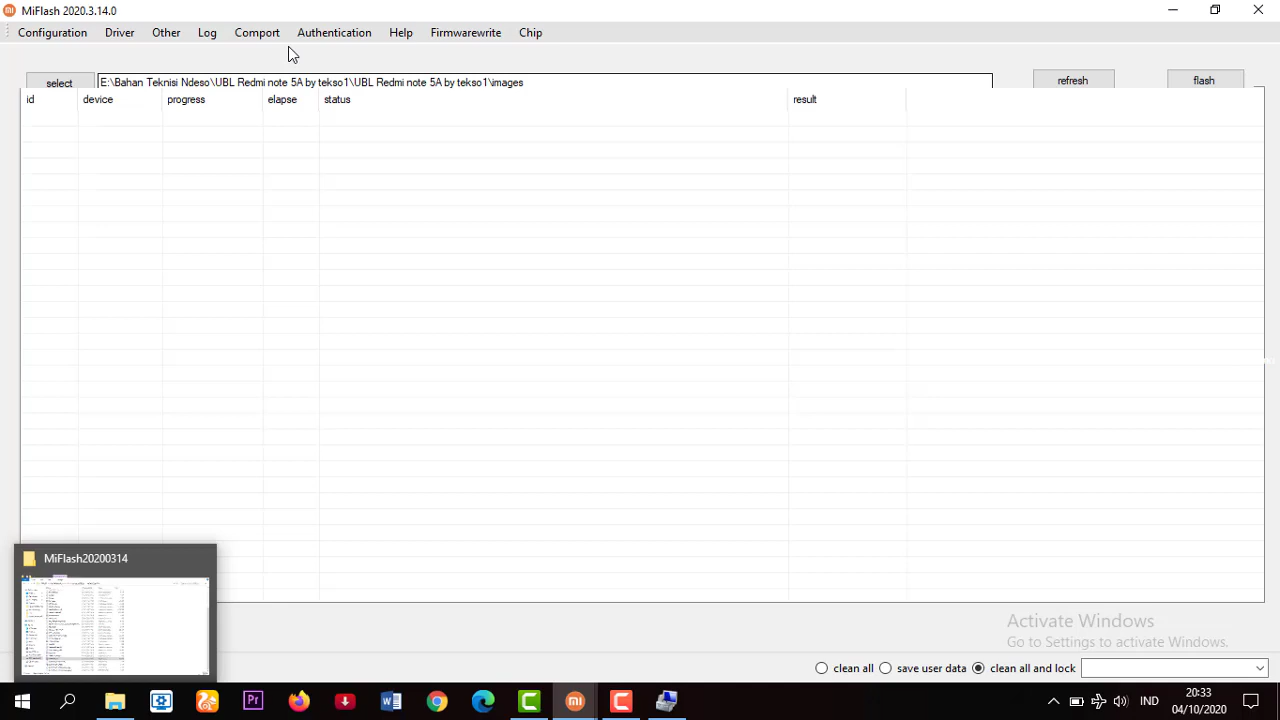 MiFlash 2020.3.14.0
Configuration Driver Other Log Comport Authentication Help Firmwarewrite Chip
select E:\Bahan Teknisi Ndeso\UBL Redmi note 5A by tekso1\UBL Redmi note 5A by tekso1\images refresh flash
id device progress elapse status result
MiFlash20200314
Activate Windows
Go to Settings to activate Windows.
clean all save user data clean all and lock
Pr
IND
20:33
04/10/2020